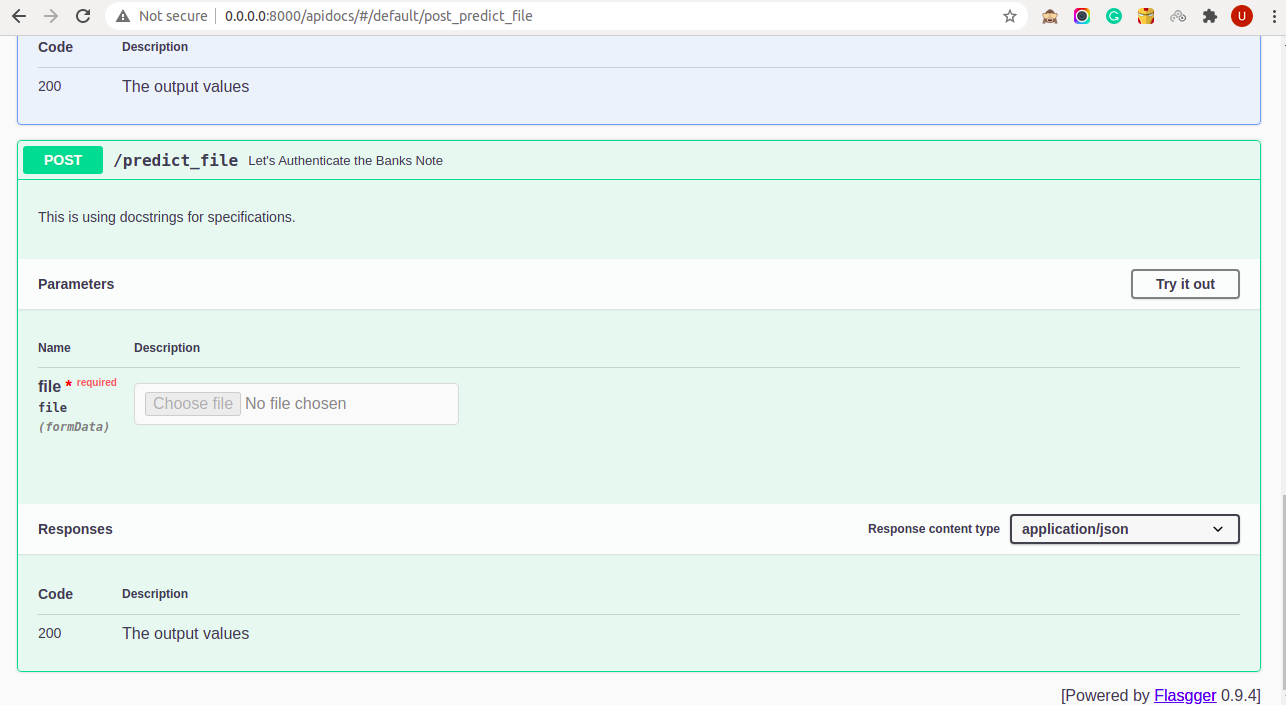 Not secure | 0.0.0.0:8000/apidocs/#/default/post_predict_file
U
Code Description
200 The output values
POST /predict_file Let's Authenticate the Banks Note
This is using docstrings for specifications.
Parameters Try it out
Name Description
file * required
file
(formData)
Choose file No file chosen
Responses Response content type application/json
Code Description
200 The output values
[Powered by Flasgger 0.9.4]